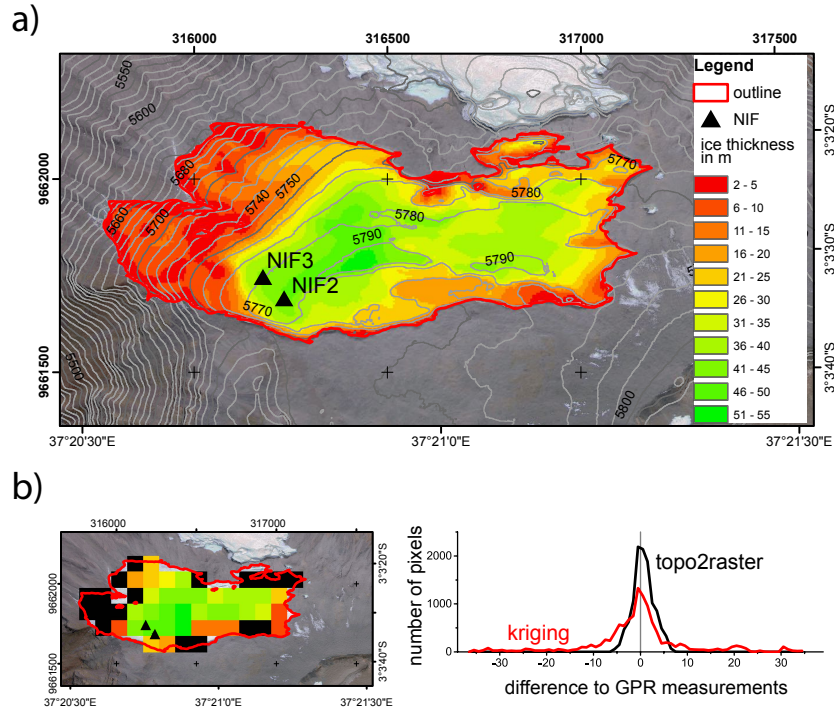 a)
316000 316500 317000 317500
Legend
outline
NIF
ice thickness
in m
2 - 5
6 - 10
11 - 15
16 - 20
21 - 25
26 - 30
31 - 35
36 - 40
41 - 45
46 - 50
51 - 55
5550
5600
5680
5740
5750
5660
5700
5770
5780
5780
5790
5790
NIF3
NIF2
5770
5500
5800
9662000
9661500
3°3'20"S
3°3'30"S
3°3'40"S
37°20'30"E 37°21'0"E 37°21'30"E
b)
316000 317000
9662000
9661500
3°3'20"S
3°3'40"S
37°20'30"E 37°21'0"E 37°21'30"E
number of pixels
2000
1000
0
topo2raster
kriging
-30 -20 -10 0 10 20 30
difference to GPR measurements